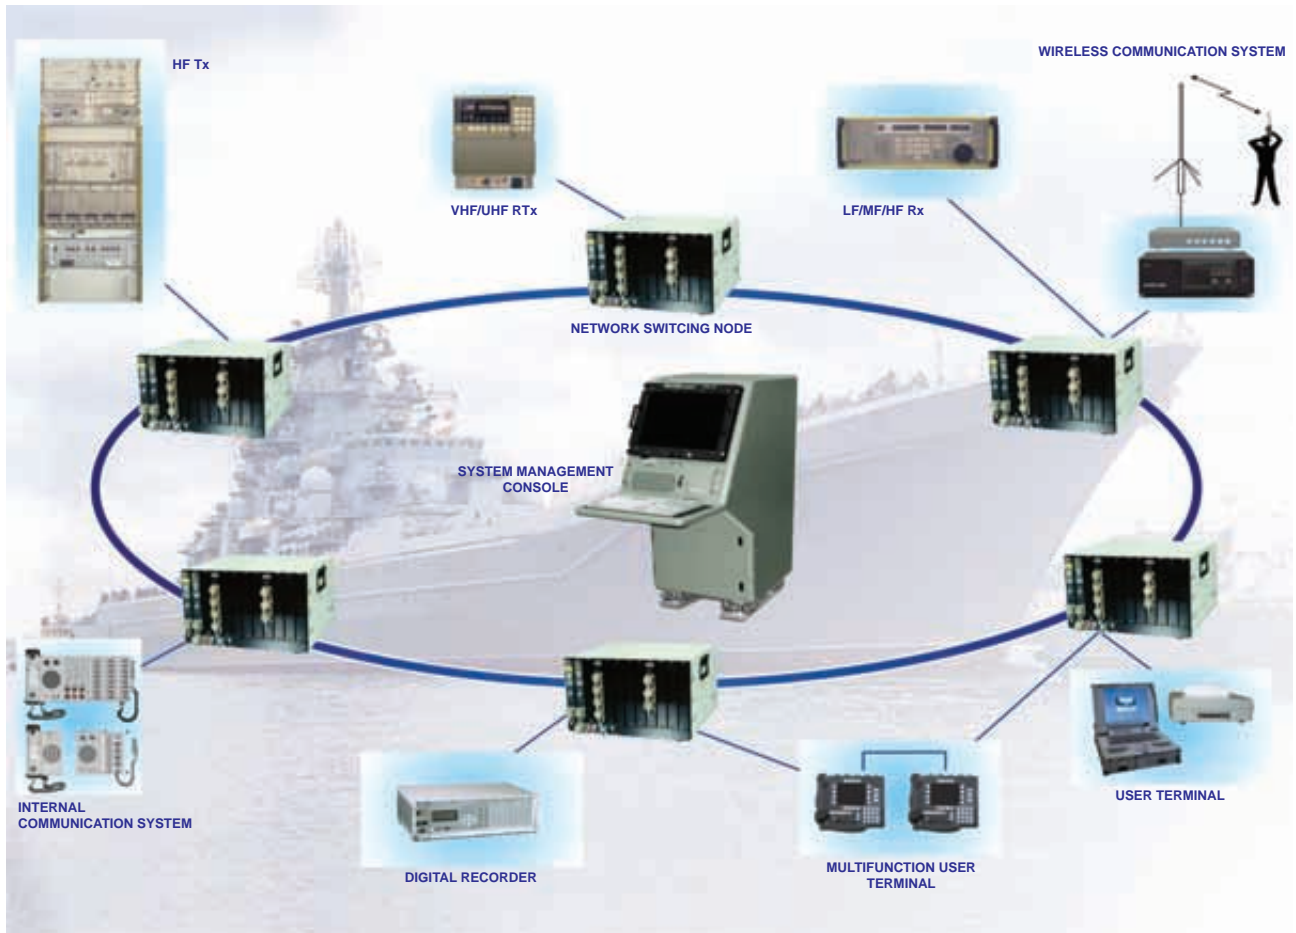 HF Tx
WIRELESS COMMUNICATION SYSTEM
VHF/UHF RTx
LF/MF/HF Rx
NETWORK SWITCING NODE
SYSTEM MANAGEMENT
CONSOLE
INTERNAL
COMMUNICATION SYSTEM
USER TERMINAL
DIGITAL RECORDER
MULTIFUNCTION USER
TERMINAL